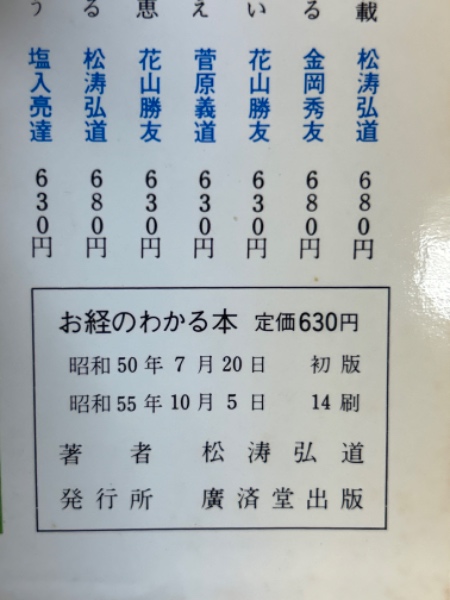 載 松涛弘道 680円
る 金岡秀友 680円
い 花山勝友 630円
え 菅原義道 630円
恵 花山勝友 630円
る 松涛弘道 680円
う 塩入亮達 630円
お経のわかる本 定価630円
昭和50年7月20日 初版
昭和55年10月5日 14刷
著者 松涛弘道
発行所 廣済堂出版